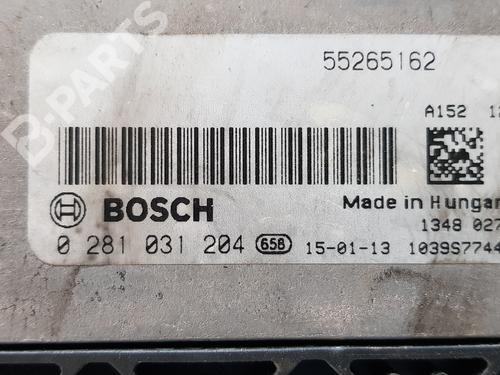 B-PARTS
55265162
A152
BOSCH
Made in Hungar
0 281 031 204 658 15-01-13 1039S7744
1348 027